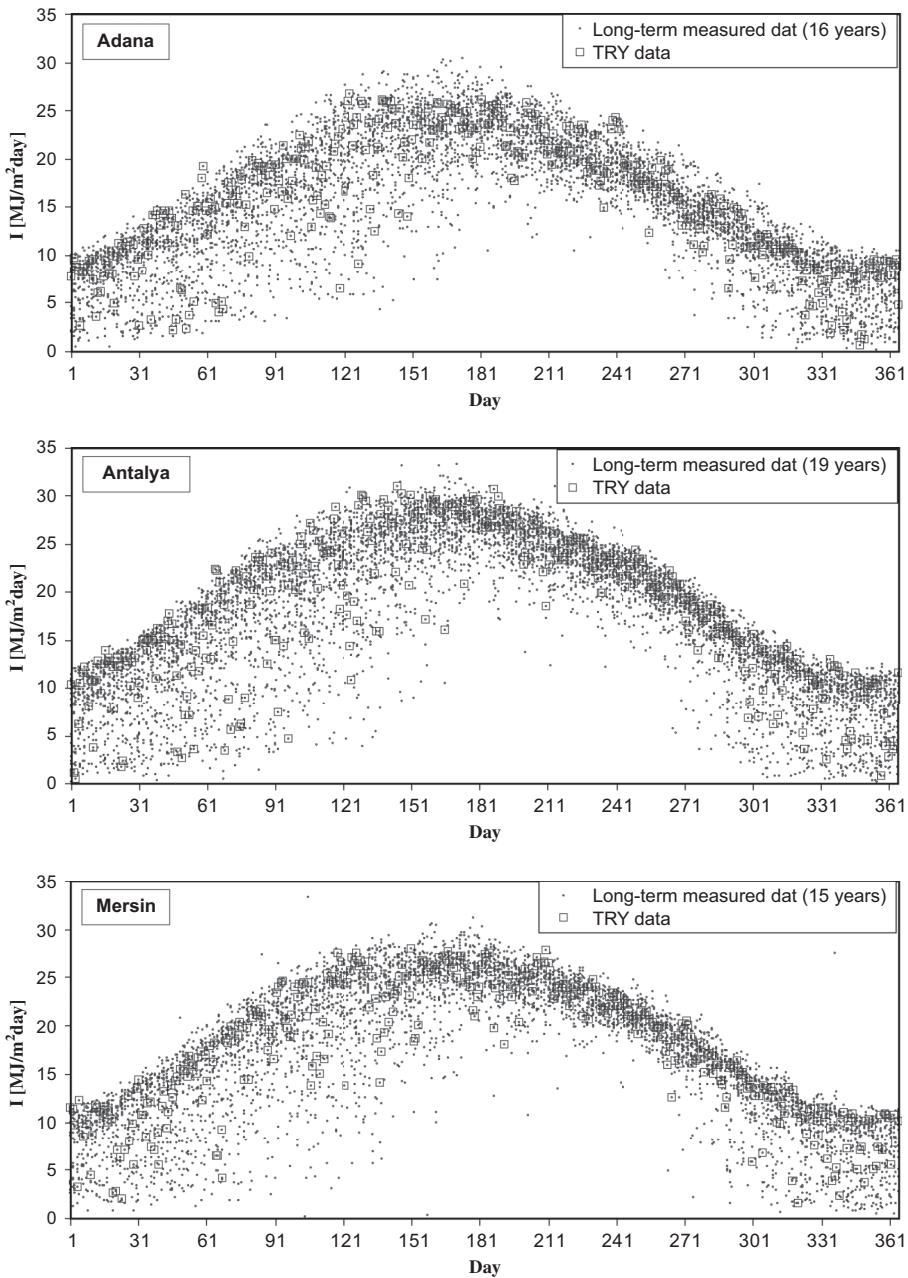 Adana
Long-term measured dat (16 years)
TRY data
I [MJ/m²day]
35
30
25
20
15
10
5
0
1 31 61 91 121 151 181 211 241 271 301 331 361
Day
Antalya
Long-term measured dat (19 years)
TRY data
I [MJ/m²day]
35
30
25
20
15
10
5
0
1 31 61 91 121 151 181 211 241 271 301 331 361
Day
Mersin
Long-term measured dat (15 years)
TRY data
I [MJ/m²day]
35
30
25
20
15
10
5
0
1 31 61 91 121 151 181 211 241 271 301 331 361
Day